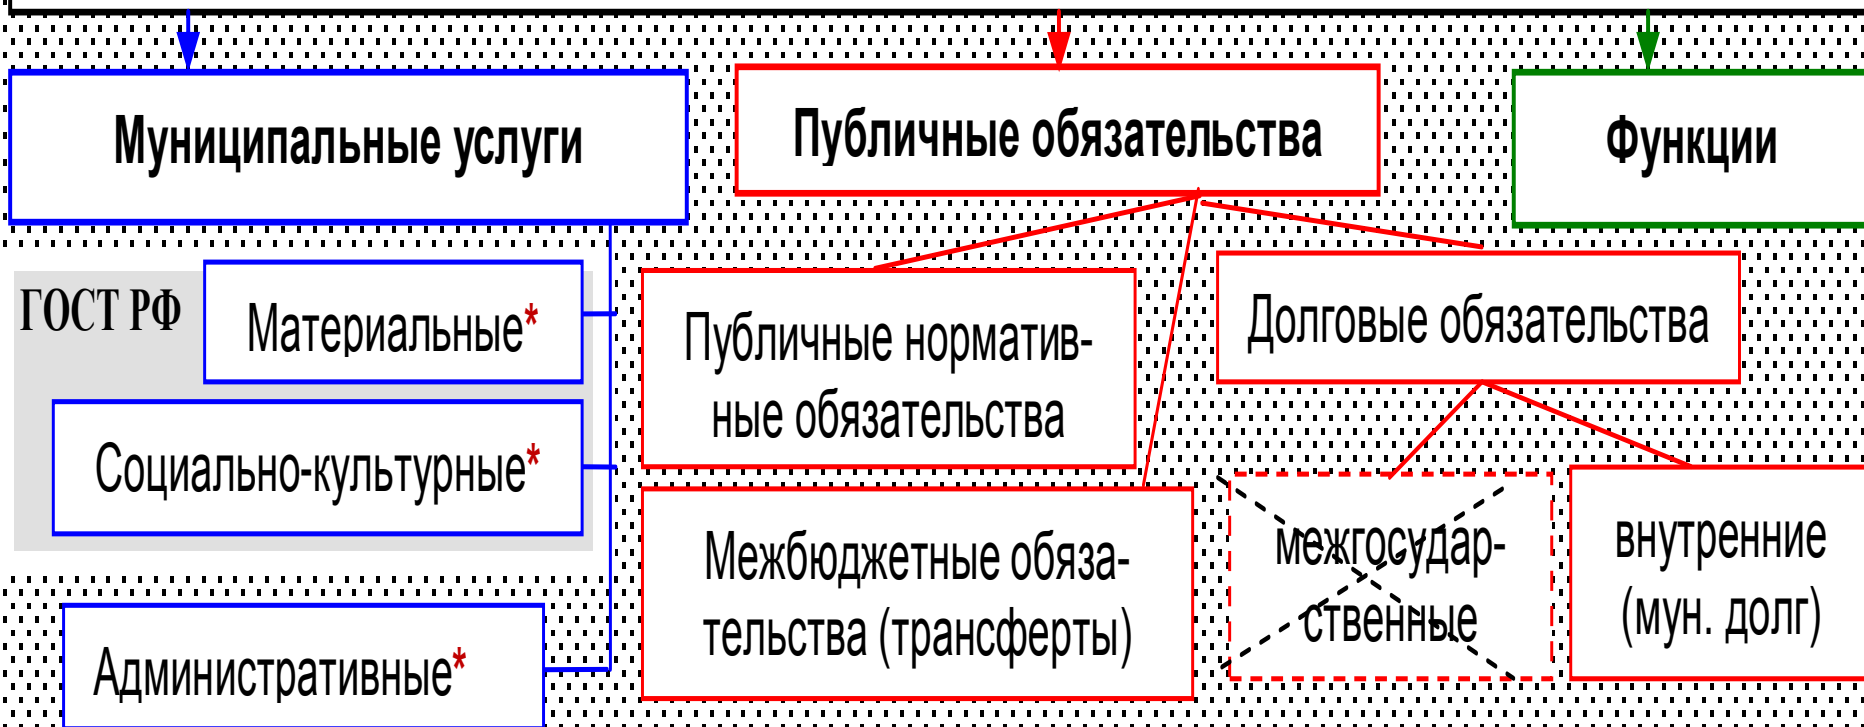 Муниципальные услуги
Публичные обязательства
Функции
ГОСТ РФ
Материальные*
Социально-культурные*
Административные*
Публичные норматив-
ные обязательства
Межбюджетные обяза-
тельства (трансферты)
Долговые обязательства
межгосудар-
ственные
внутренние
(мун. долг)